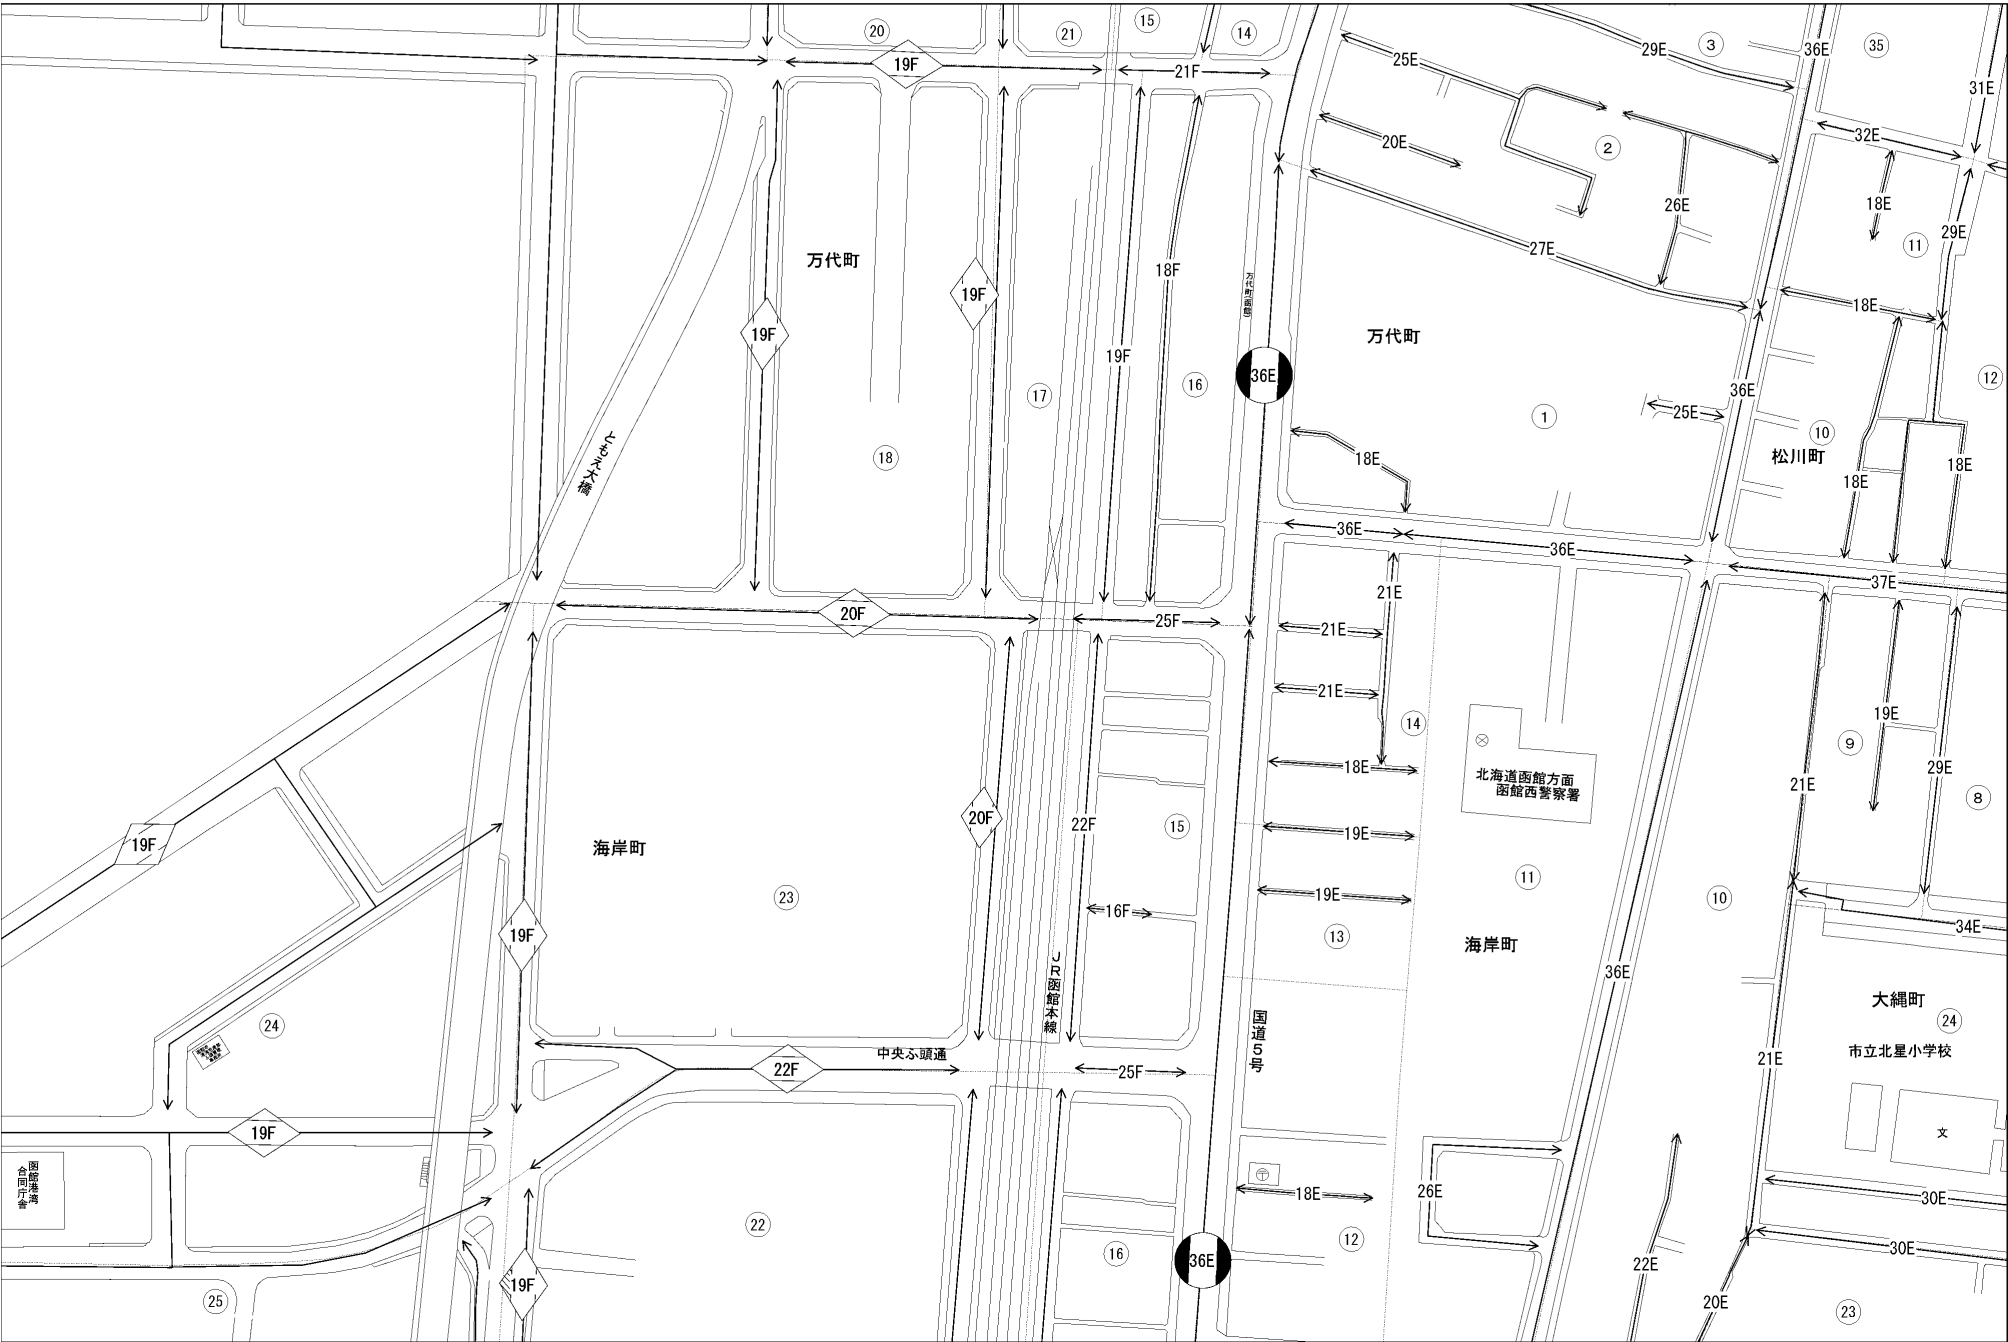 20
21
15
14
29E
3
36E
35
19F
21F
25E
31E
20E
2
32E
26E
18E
29E
11
万代町
27E
18F
19F
19F
万代町(函館)
18E
万代町
19F
36E
17
16
36E
12
25E
1
10
松川町
18E
18E
18E
18
ともえ大橋
36E
36E
37E
20F
25F
21E
21E
21E
14
19E
9
北海道函館方面
函館西警察署
18E
29E
21E
8
20F
22F
15
19E
19F
海岸町
23
11
10
19E
16F
13
34E
19F
海岸町
36E
JR函館本線
大縄町
24
24
国道5号
市立北星小学校
中央ふ頭通
22F
25F
21E
19F
文
函館港湾
合同庁舎
18E
26E
30E
22
12
16
30E
36E
22E
19F
25
20E
23